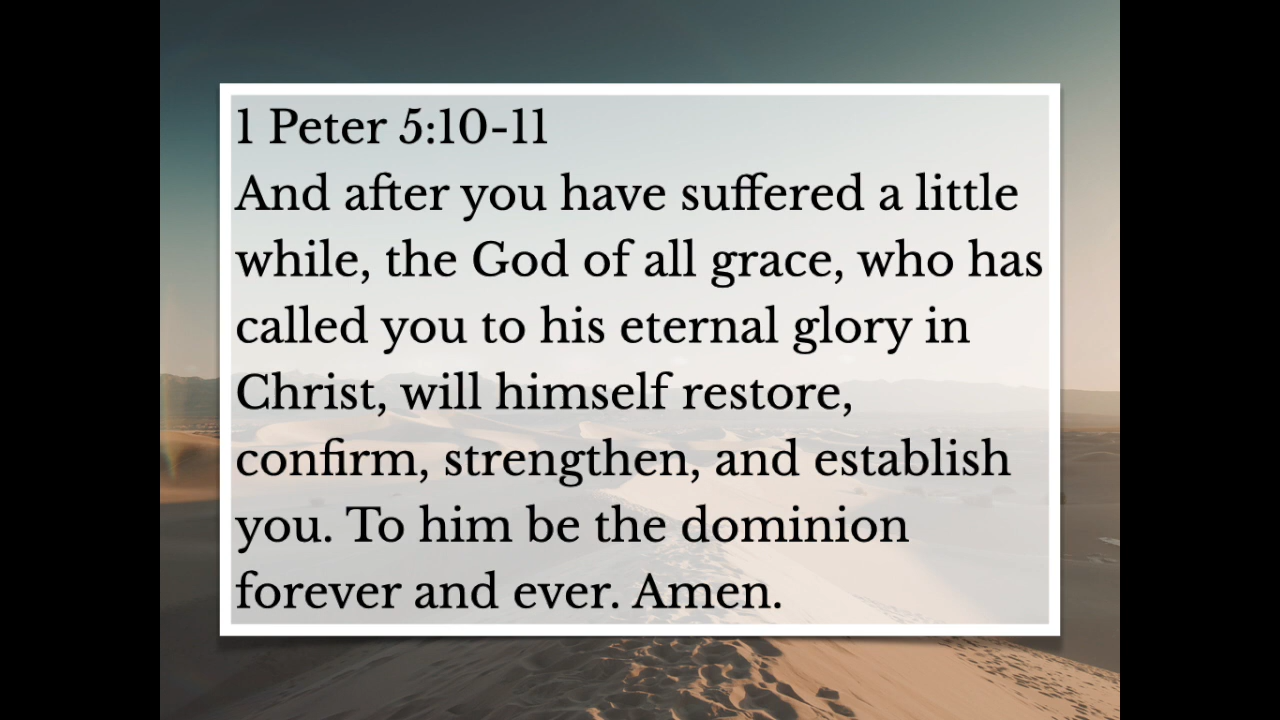 1 Peter 5:10-11
And after you have suffered a little
while, the God of all grace, who has
called you to his eternal glory in
Christ, will himself restore,
confirm, strengthen, and establish
you. To him be the dominion
forever and ever. Amen.